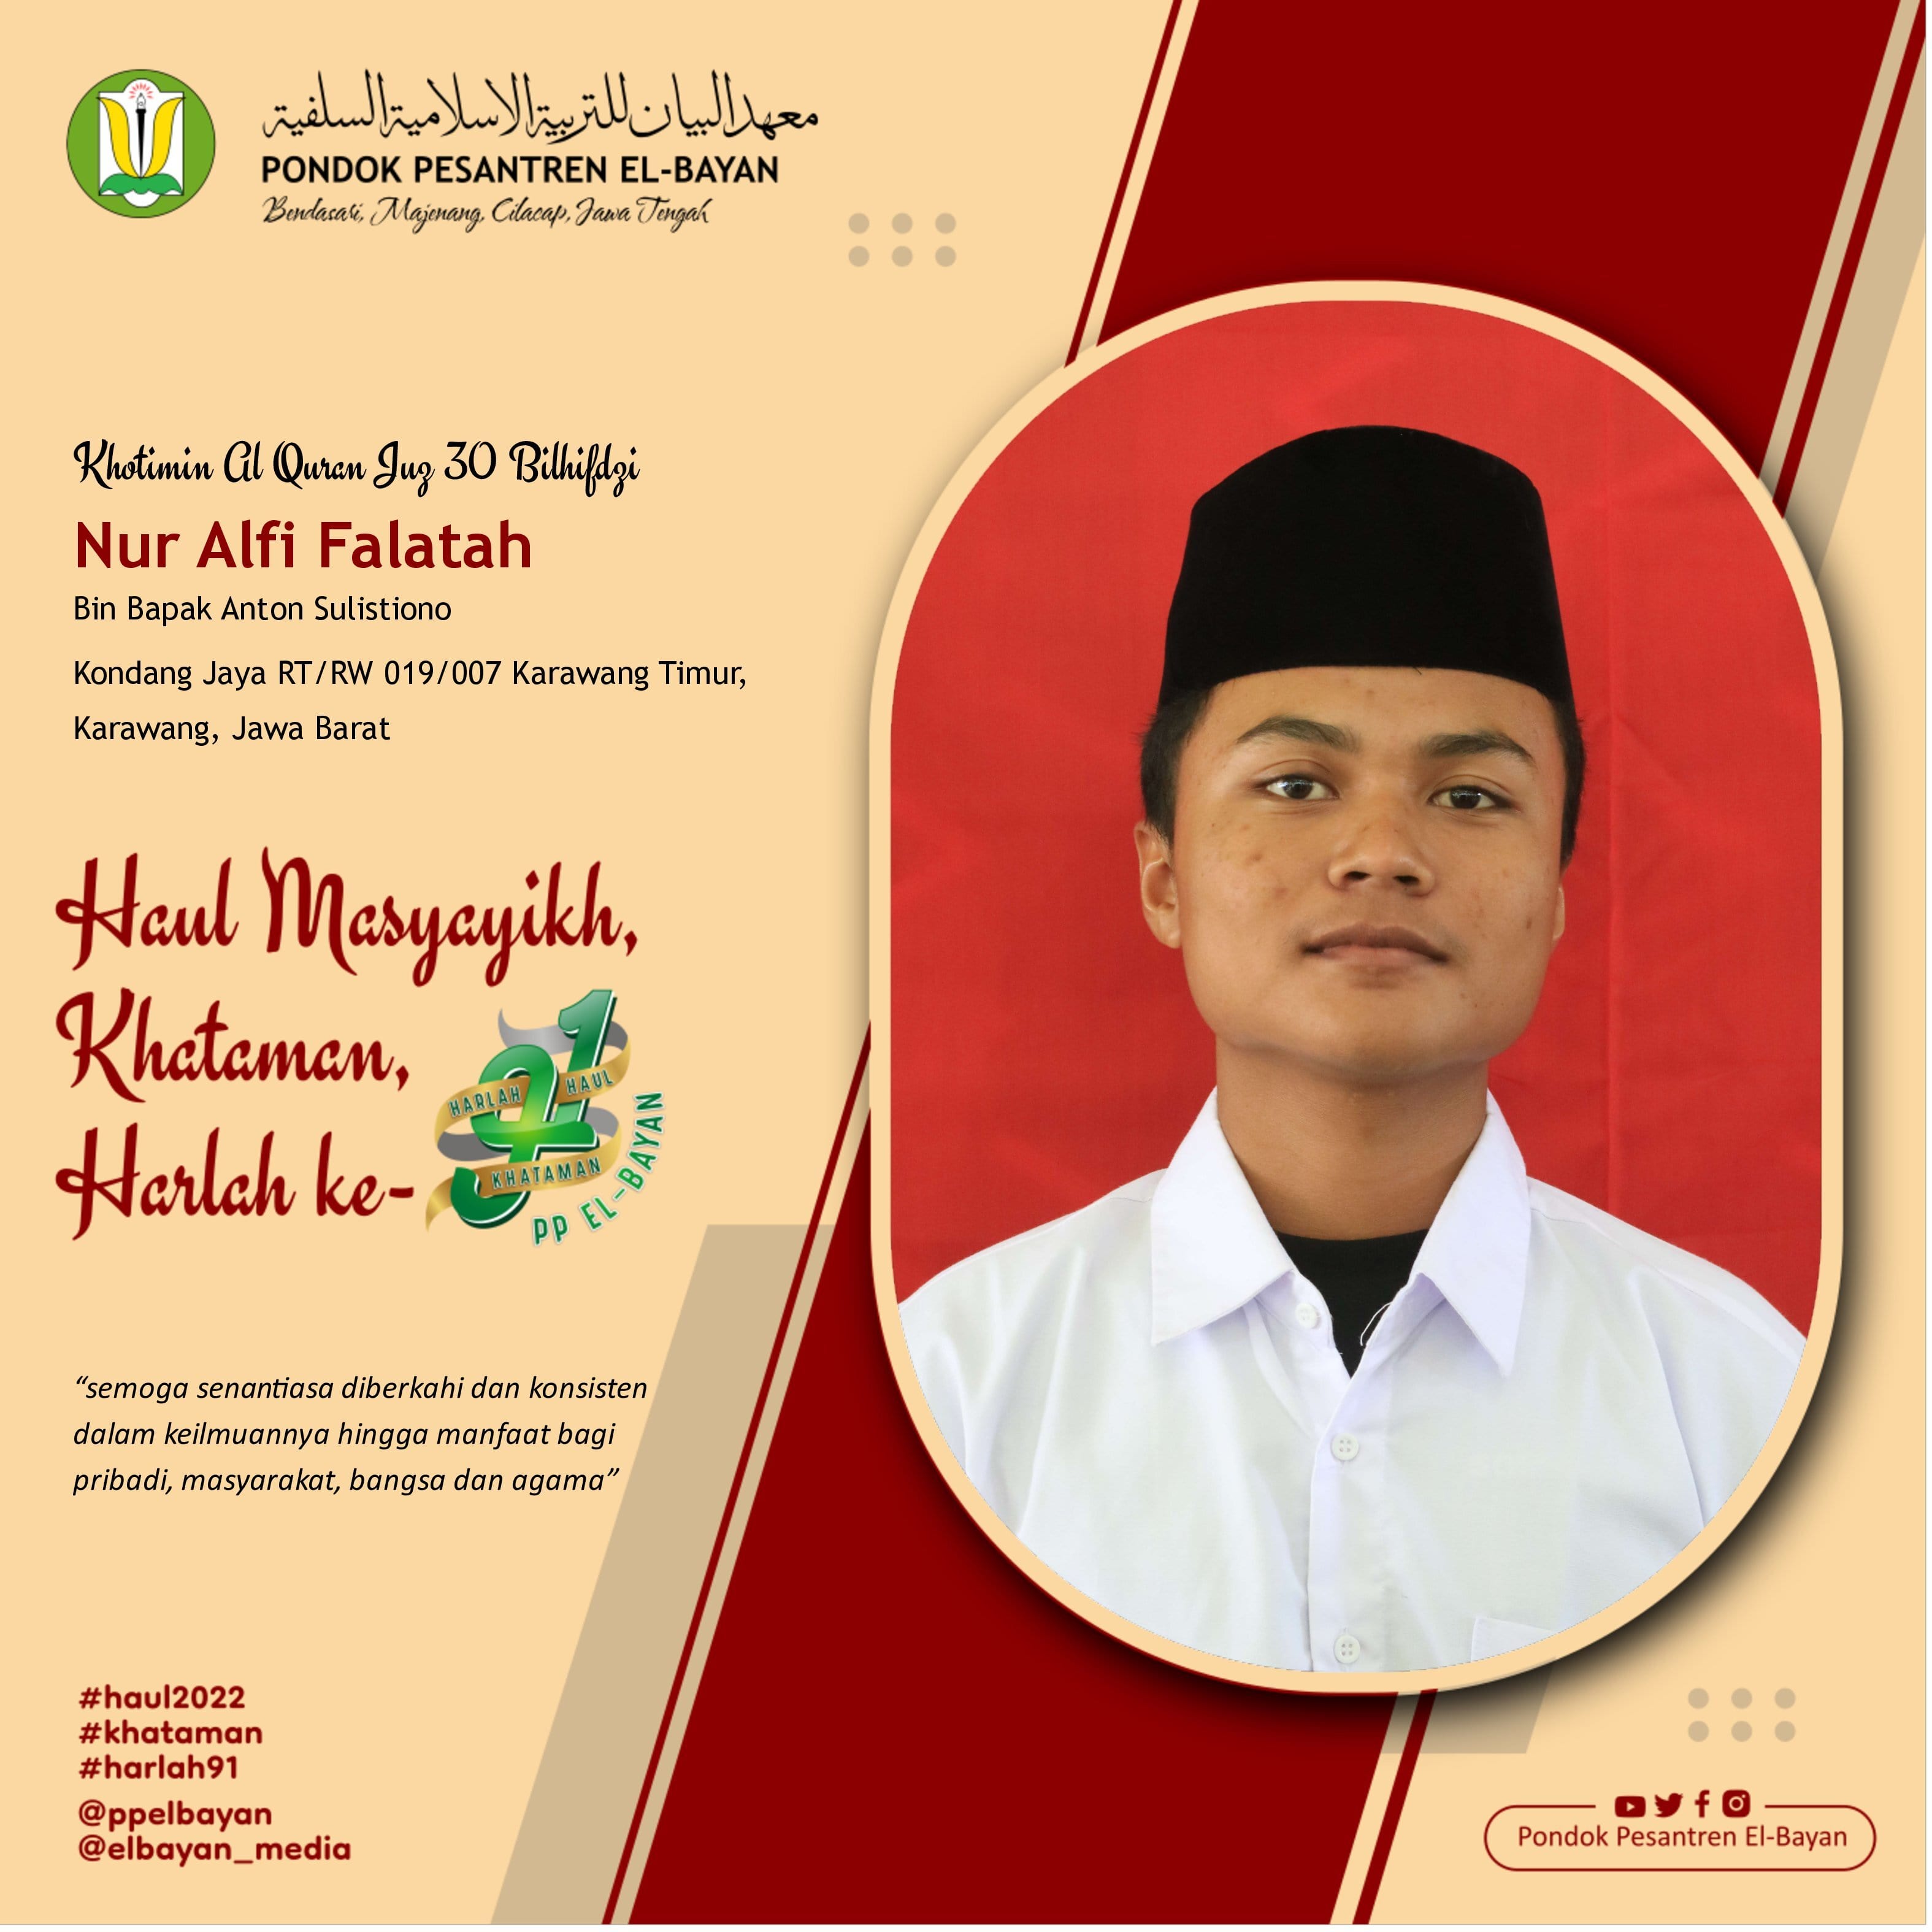 معهد البيان للتربية الاسلامية السلفية
PONDOK PESANTREN EL-BAYAN
Bendasari, Majenang, Cilacap, Jawa Tengah
Khotimin Al Quran Juz 30 Bilhifdzi
Nur Alfi Falatah
Bin Bapak Anton Sulistiono
Kondang Jaya RT/RW 019/007 Karawang Timur,
Karawang, Jawa Barat
Haul Masyayikh,
Khataman,
Harlah ke-
91
HARLAH HAUL
KHATAMAN
PP EL-BAYAN
“semoga senantiasa diberkahi dan konsisten
dalam keilmuannya hingga manfaat bagi
pribadi, masyarakat, bangsa dan agama”
#haul2022
#khataman
#harlah91
@ppelbayan
@elbayan_media
Pondok Pesantren El-Bayan